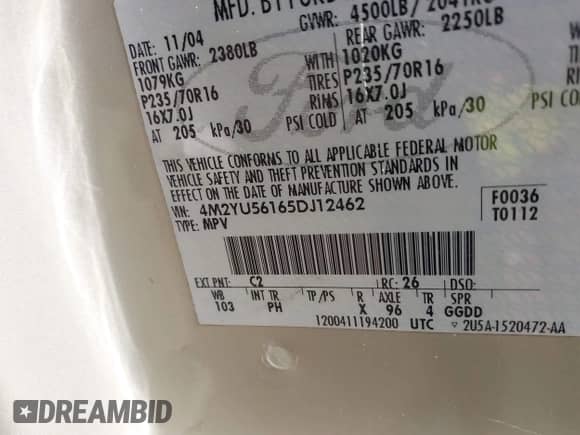 MFD. BY FORD
GVWR: 4500LB/ 2041KG
DATE: 11/04
FRONT GAWR: 2380LB
REAR GAWR: 2250LB
1079KG WITH 1020KG
P235/70R16 TIRES P235/70R16
16X7.0J RIMS 16X7.0J
AT 205 kPa/30 PSI COLD AT 205 kPa/30 PSI COLD
Ford
THIS VEHICLE CONFORMS TO ALL APPLICABLE FEDERAL MOTOR
VEHICLE SAFETY AND THEFT PREVENTION STANDARDS IN
EFFECT ON THE DATE OF MANUFACTURE SHOWN ABOVE.
VIN: 4M2YU56165DJ12462
TYPE: MPV
F0036
T0112
EXT PNT: C2 RC: 26 DSO:
WB INT TR TP/PS R AXLE TR SPR
103 PH X 96 4 GGDD
1200411194200 UTC 2U5A-1520472-AA
DREAMBID